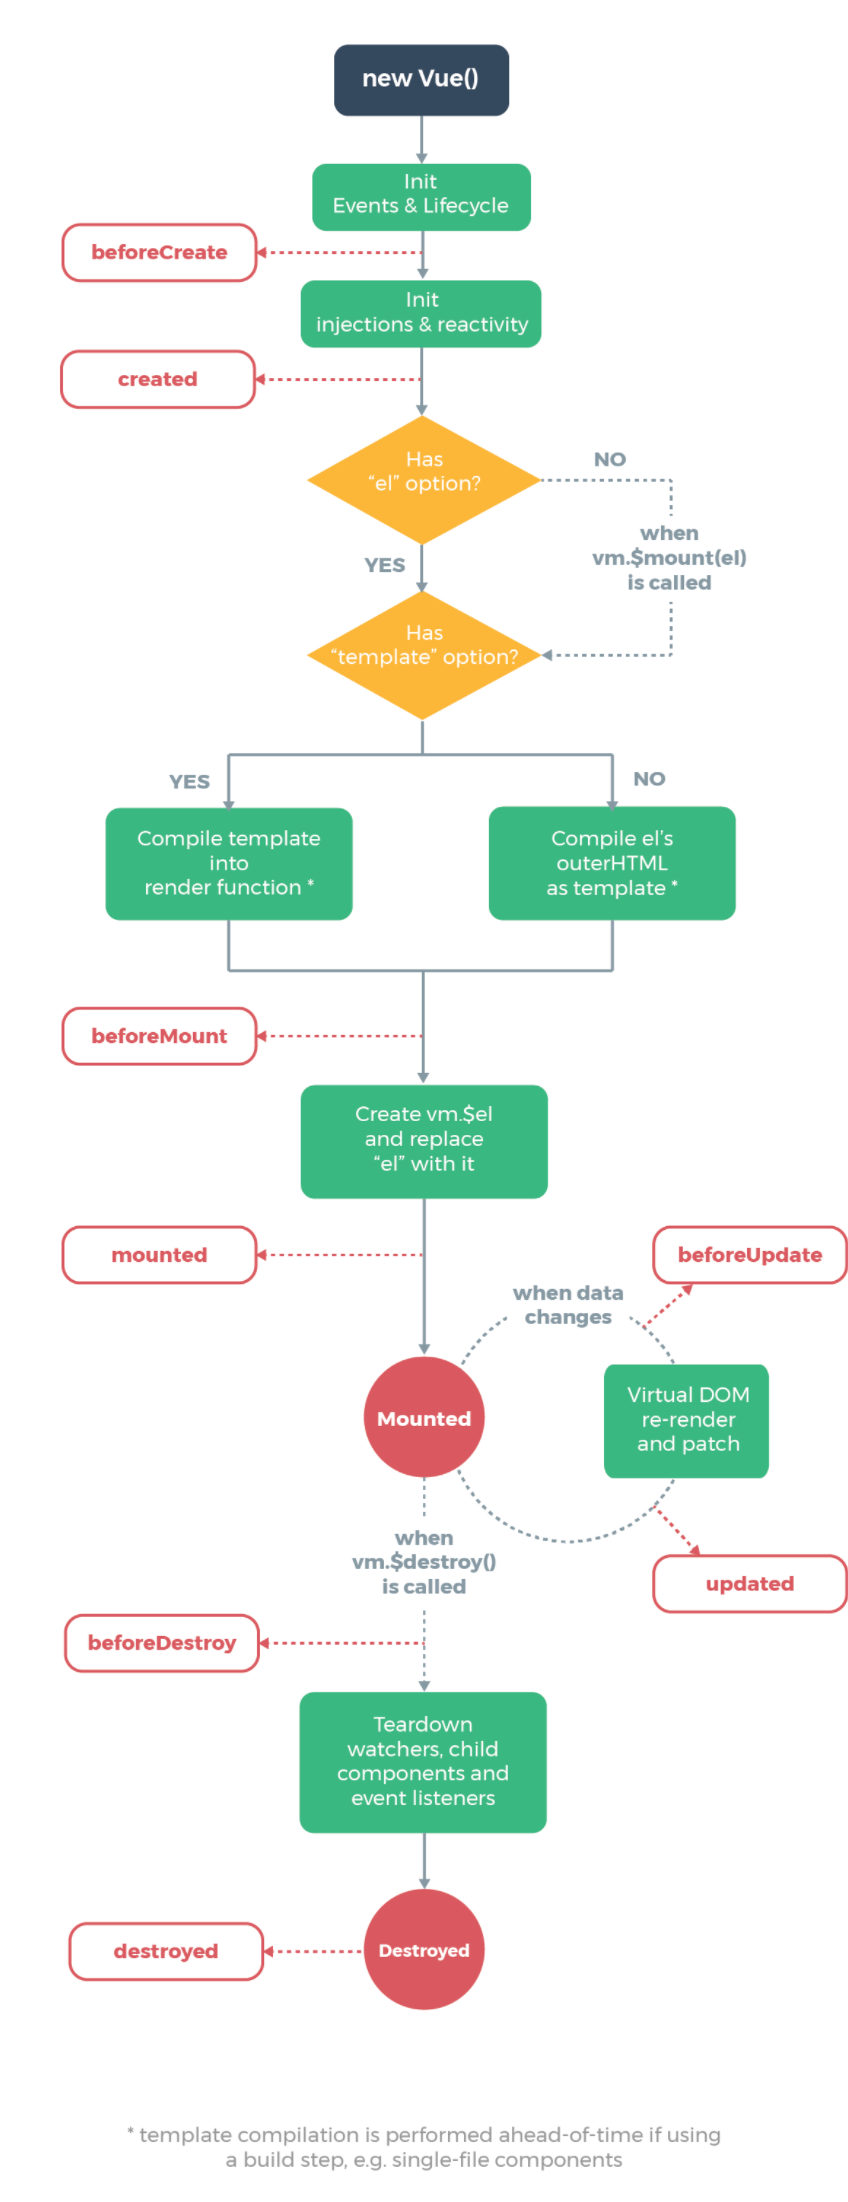 new Vue()
Init
Events & Lifecycle
beforeCreate
Init
injections & reactivity
created
Has
“el” option?
NO
when
vm.$mount(el)
is called
YES
Has
“template” option?
YES
NO
Compile template
into
render function *
Compile el’s
outerHTML
as template *
beforeMount
Create vm.$el
and replace
“el” with it
mounted
beforeUpdate
when data
changes
Mounted
Virtual DOM
re-render
and patch
when
vm.$destroy()
is called
updated
beforeDestroy
Teardown
watchers, child
components and
event listeners
destroyed
Destroyed
* template compilation is performed ahead-of-time if using
a build step, e.g. single-file components